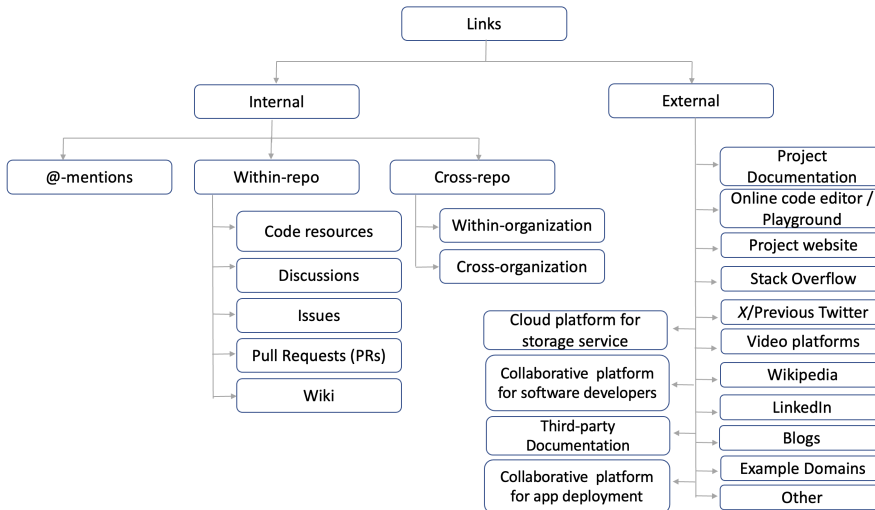 Links
Internal
External
@-mentions
Within-repo
Cross-repo
Code resources
Discussions
Issues
Pull Requests (PRs)
Wiki
Within-organization
Cross-organization
Project
Documentation
Online code editor /
Playground
Project website
Stack Overflow
X/Previous Twitter
Video platforms
Wikipedia
LinkedIn
Blogs
Example Domains
Other
Cloud platform for
storage service
Collaborative platform
for software developers
Third-party
Documentation
Collaborative platform
for app deployment